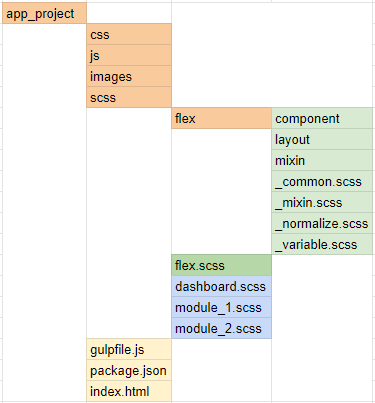 app_project
css
js
images
scss
flex component
layout
mixin
_common.scss
_mixin.scss
_normalize.scss
_variable.scss
flex.scss
dashboard.scss
module_1.scss
module_2.scss
gulpfile.js
package.json
index.html